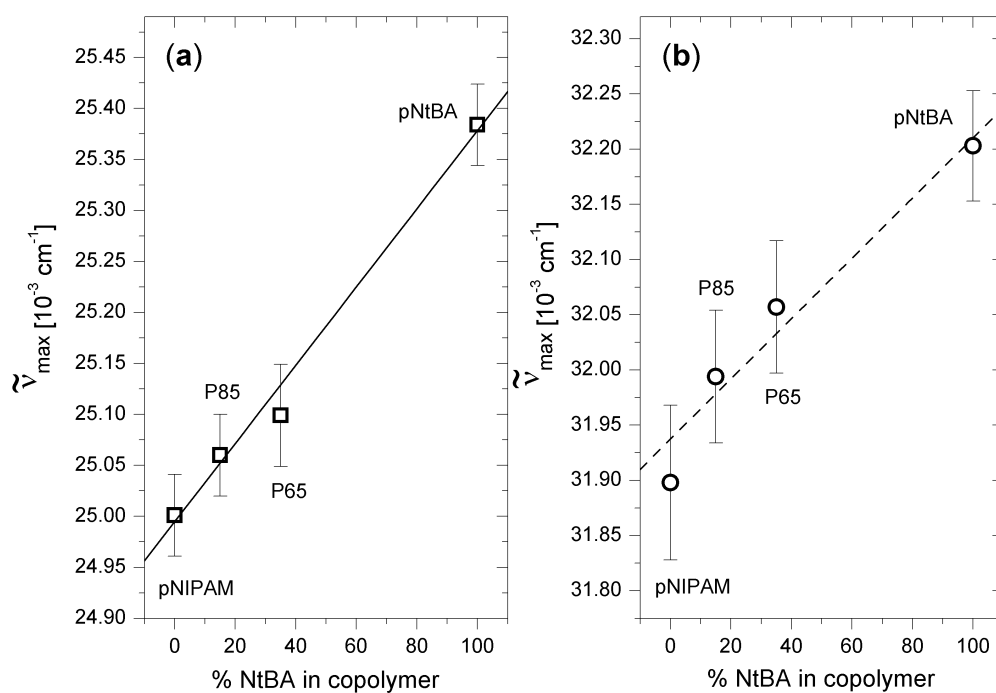 (a)
25.45
25.40
25.35
25.30
25.25
25.20
25.15
25.10
25.05
25.00
24.95
24.90
ν̃max [10⁻³ cm⁻¹]
pNtBA
P85
P65
pNIPAM
0 20 40 60 80 100
% NtBA in copolymer
(b)
32.30
32.25
32.20
32.15
32.10
32.05
32.00
31.95
31.90
31.85
31.80
ν̃max [10⁻³ cm⁻¹]
pNtBA
P85
P65
pNIPAM
0 20 40 60 80 100
% NtBA in copolymer